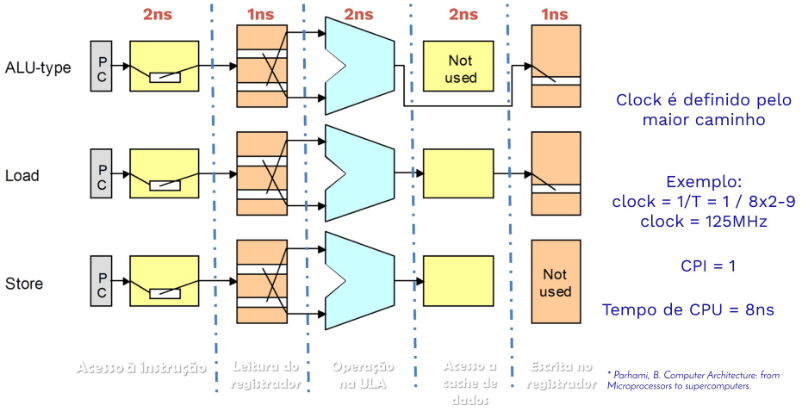 2ns 1ns 2ns 2ns 1ns
ALU-type
P
C
Not
used
Load
P
C
Store
P
C
Not
used
Clock é definido pelo
maior caminho
Exemplo:
clock = 1/T = 1 / 8x2-9
clock = 125MHz
CPI = 1
Tempo de CPU = 8ns
Acesso à instrução
Leitura do
registrador
Operação
na ULA
Acesso a
cache de
dados
Escrita no
registrador
* Parhami, B. Computer Architecture: from
Microprocessors to supercomputers.